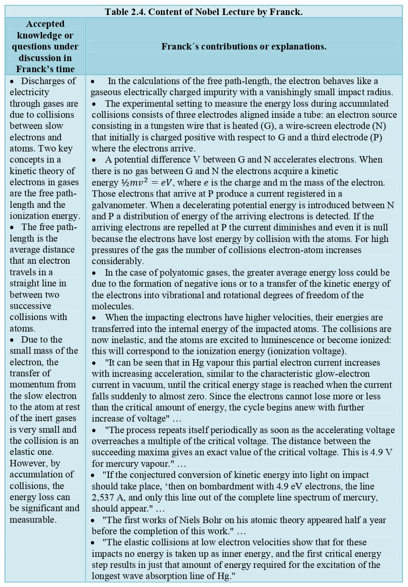 Table 2.4. Content of Nobel Lecture by Franck.
Accepted
knowledge or
questions under
discussion in
Franck's time
Franck´s contributions or explanations.
• Discharges of
electricity
through gases are
due to collisions
between slow
electrons and
atoms. Two key
concepts in a
kinetic theory of
electrons in gases
are the free path-
length and the
ionization energy.
• The free path-
length is the
average distance
that an electron
travels in a
straight line in
between two
successive
collisions with
atoms.
• Due to the
small mass of the
electron, the
transfer of
momentum from
the slow electron
to the atom at rest
of the inert gases
is very small and
the collision is an
elastic one.
However, by
accumulation of
collisions, the
energy loss can
be significant and
measurable.
• In the calculations of the free path-length, the electron behaves like a
gaseous electrically charged impurity with a vanishingly small impact radius.
• The experimental setting to measure the energy loss during accumulated
collisions consists of three electrodes aligned inside a tube: an electron source
consisting in a tungsten wire that is heated (G), a wire-screen electrode (N)
that initially is charged positive with respect to G and a third electrode (P)
where the electrons arrive.
• A potential difference V between G and N accelerates electrons. When
there is no gas between G and N the electrons acquire a kinetic
energy ½mv² = eV, where e is the charge and m the mass of the electron.
Those electrons that arrive at P produce a current registered in a
galvanometer. When a decelerating potential energy is introduced between N
and P a distribution of energy of the arriving electrons is detected. If the
arriving electrons are repelled at P the current diminishes and even it is null
because the electrons have lost energy by collision with the atoms. For high
pressures of the gas the number of collisions electron-atom increases
considerably.
• In the case of polyatomic gases, the greater average energy loss could be
due to the formation of negative ions or to a transfer of the kinetic energy of
the electrons into vibrational and rotational degrees of freedom of the
molecules.
• When the impacting electrons have higher velocities, their energies are
transferred into the internal energy of the impacted atoms. The collisions are
now inelastic, and the atoms are excited to luminescence or become ionized:
this will correspond to the ionization energy (ionization voltage).
• "It can be seen that in Hg vapour this partial electron current increases
with increasing acceleration, similar to the characteristic glow-electron
current in vacuum, until the critical energy stage is reached when the current
falls suddenly to almost zero. Since the electrons cannot lose more or less
than the critical amount of energy, the cycle begins anew with further
increase of voltage" …
• "The process repeats itself periodically as soon as the accelerating voltage
overreaches a multiple of the critical voltage. The distance between the
succeeding maxima gives an exact value of the critical voltage. This is 4.9 V
for mercury vapour." …
• "If the conjectured conversion of kinetic energy into light on impact
should take place, 'then on bombardment with 4.9 eV electrons, the line
2,537 A, and only this line out of the complete line spectrum of mercury,
should appear." …
• "The first works of Niels Bohr on his atomic theory appeared half a year
before the completion of this work." …
• "The elastic collisions at low electron velocities show that for these
impacts no energy is taken up as inner energy, and the first critical energy
step results in just that amount of energy required for the excitation of the
longest wave absorption line of Hg."